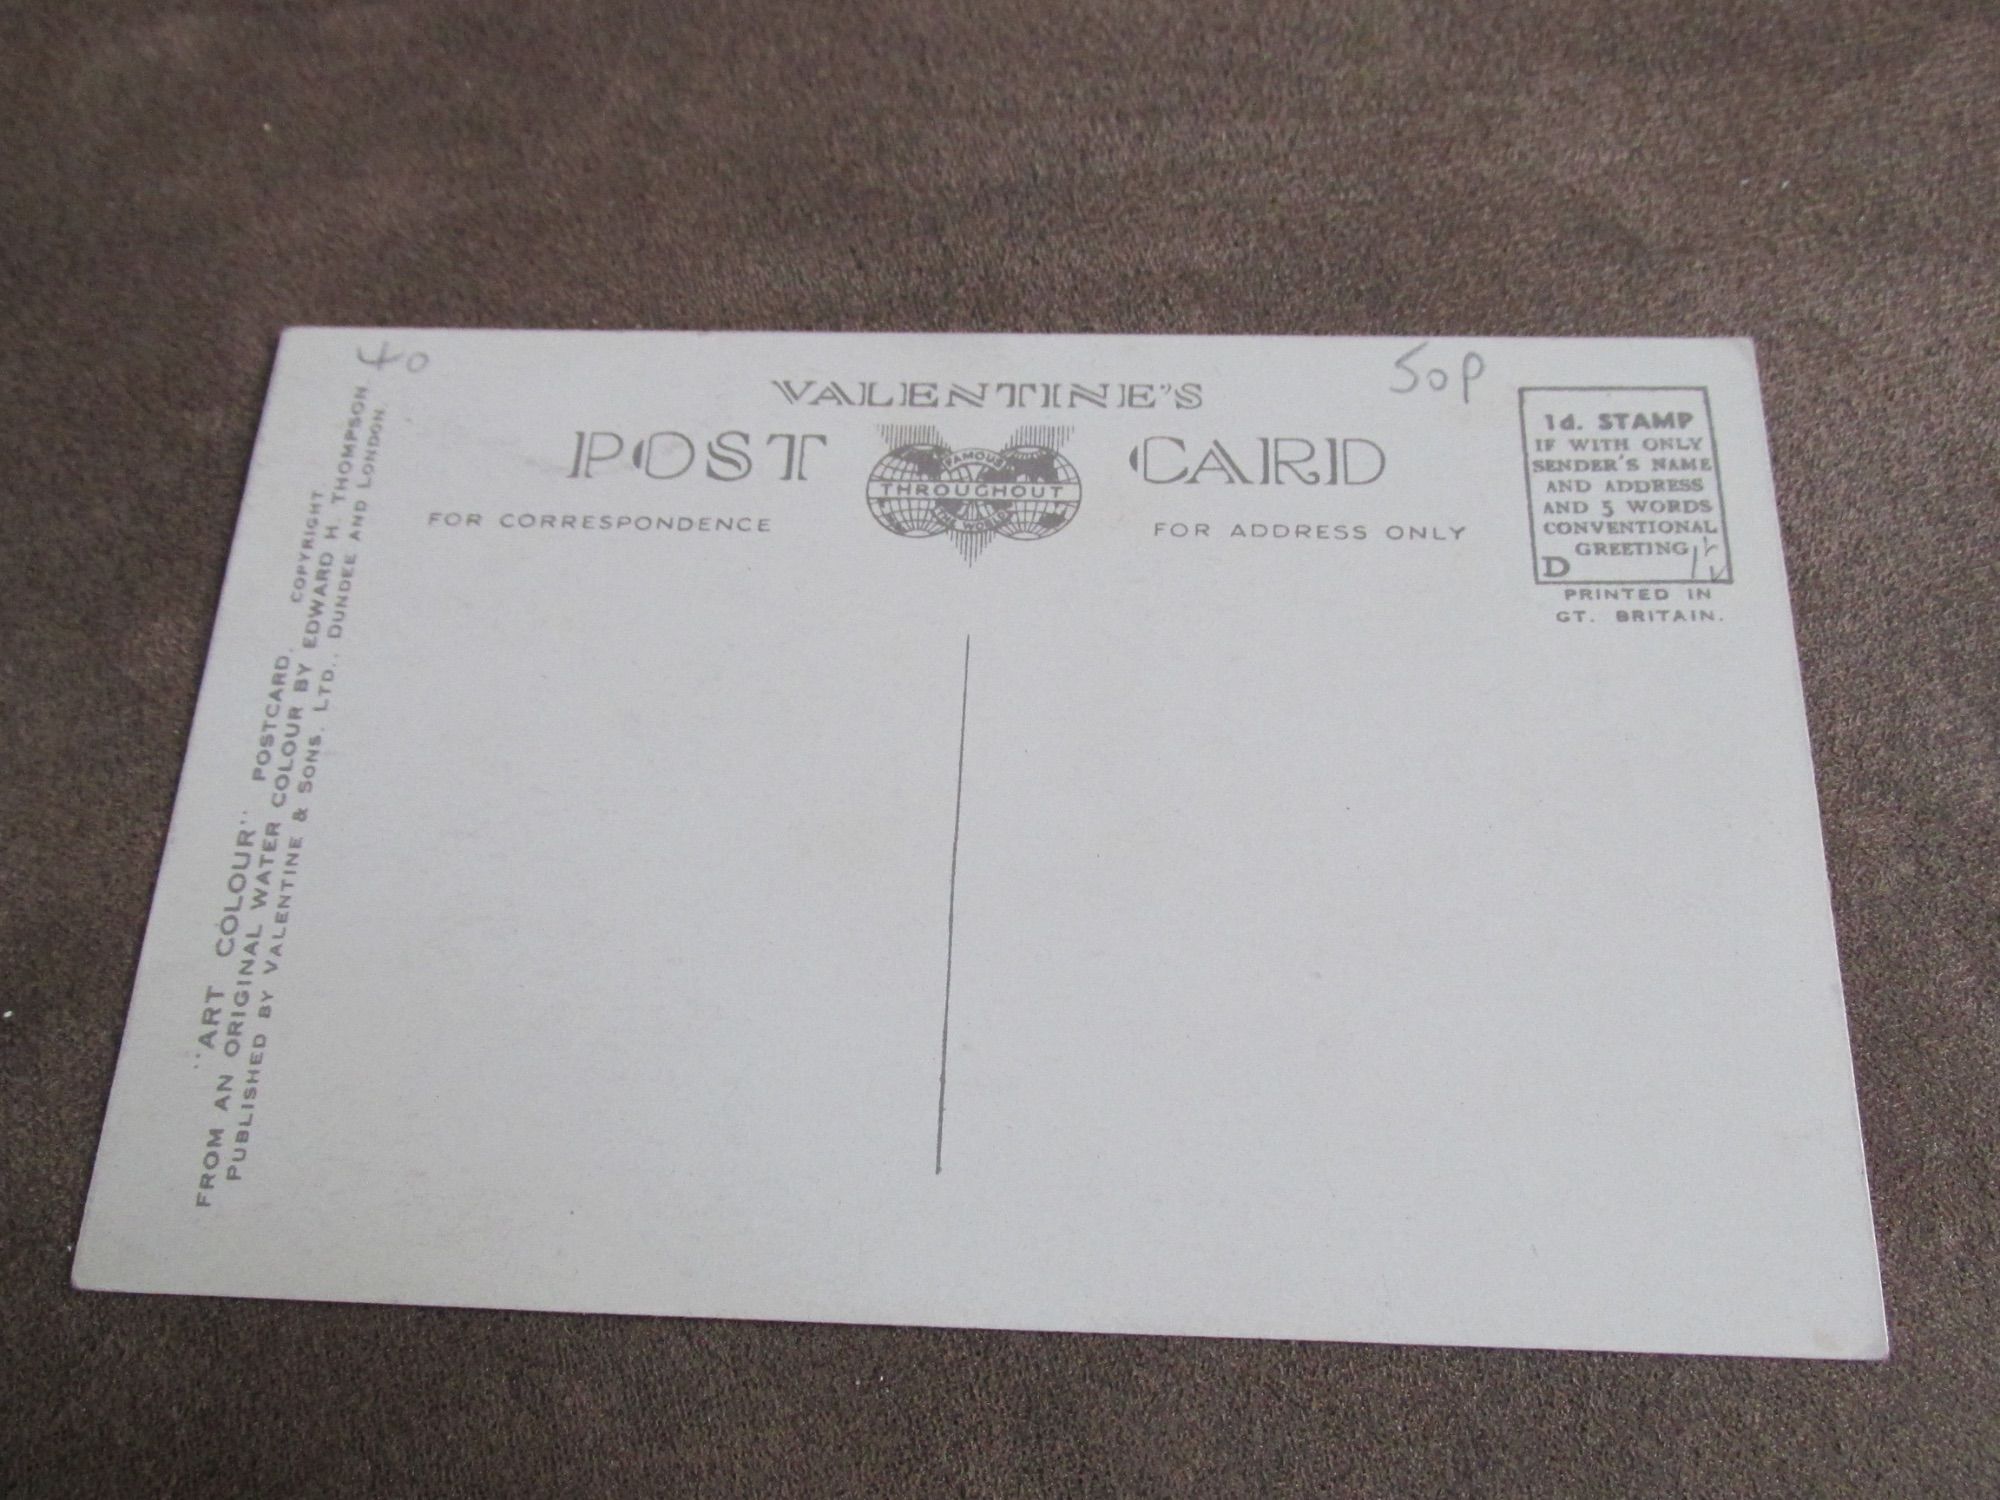 40
50p
VALENTINE'S
POST CARD
FAMOUS
THROUGHOUT
THE WORLD
FOR CORRESPONDENCE
FOR ADDRESS ONLY
1d. STAMP
IF WITH ONLY
SENDER'S NAME
AND ADDRESS
AND 5 WORDS
CONVENTIONAL
GREETING
D
PRINTED IN
GT. BRITAIN.
"ART COLOUR" POSTCARD. COPYRIGHT
FROM AN ORIGINAL WATER COLOUR BY EDWARD H. THOMPSON
PUBLISHED BY VALENTINE & SONS. LTD., DUNDEE AND LONDON.